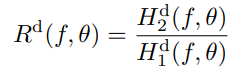 R^d(f, θ) = H_2^d(f, θ) / H_1^d(f, θ)